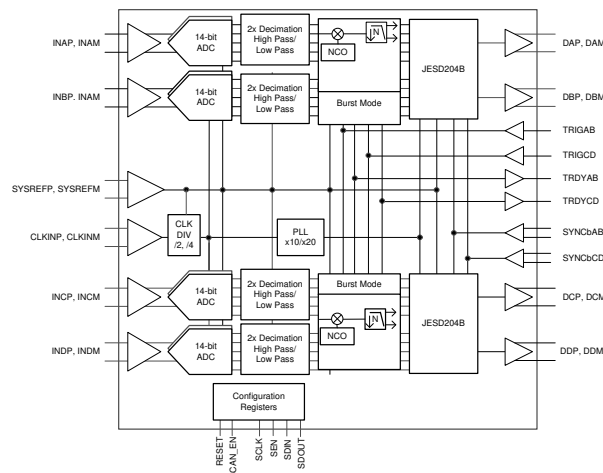 INAP, INAM
14-bit
ADC
2x Decimation
High Pass/
Low Pass
NCO
N
JESD204B
DAP, DAM
INBP. INAM
14-bit
ADC
2x Decimation
High Pass/
Low Pass
Burst Mode
DBP, DBM
TRIGAB
TRIGCD
TRDYAB
TRDYCD
SYSREFP, SYSREFM
CLKINP, CLKINM
CLK
DIV
/2, /4
PLL
x10/x20
SYNCbAB
SYNCbCD
INCP, INCM
14-bit
ADC
2x Decimation
High Pass/
Low Pass
Burst Mode
JESD204B
DCP, DCM
INDP, INDM
14-bit
ADC
2x Decimation
High Pass/
Low Pass
NCO
N
DDP, DDM
Configuration
Registers
RESET
CAN_EN
SCLK
SEN
SDIN
SDOUT